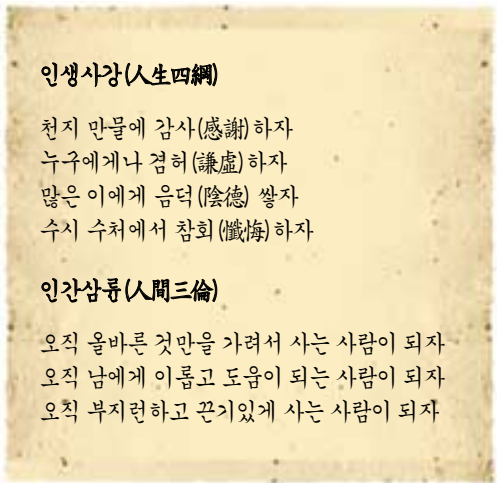 인생사강(人生四綱)
천지 만물에 감사(感謝)하자
누구에게나 겸허(謙虛)하자
많은 이에게 음덕(陰德) 쌓자
수시 수처에서 참회(懺悔)하자
인간삼륜(人間三倫)
오직 올바른 것만을 가려서 사는 사람이 되자
오직 남에게 이롭고 도움이 되는 사람이 되자
오직 부지런하고 끈기있게 사는 사람이 되자